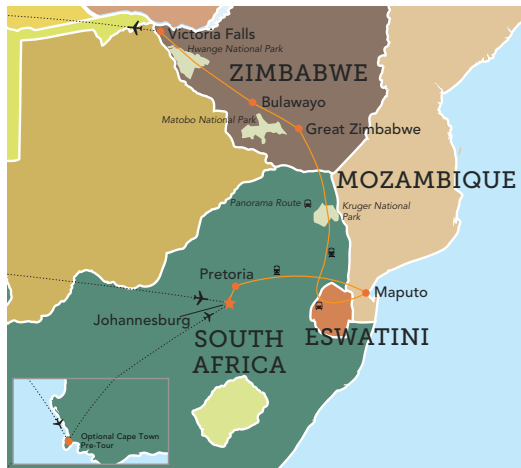 Victoria Falls
Hwange National Park
ZIMBABWE
Bulawayo
Matobo National Park
Great Zimbabwe
MOZAMBIQUE
Panorama Route
Kruger National
Park
Pretoria
Maputo
Johannesburg
SOUTH
AFRICA
ESWATINI
Optional Cape Town
Pre-Tour